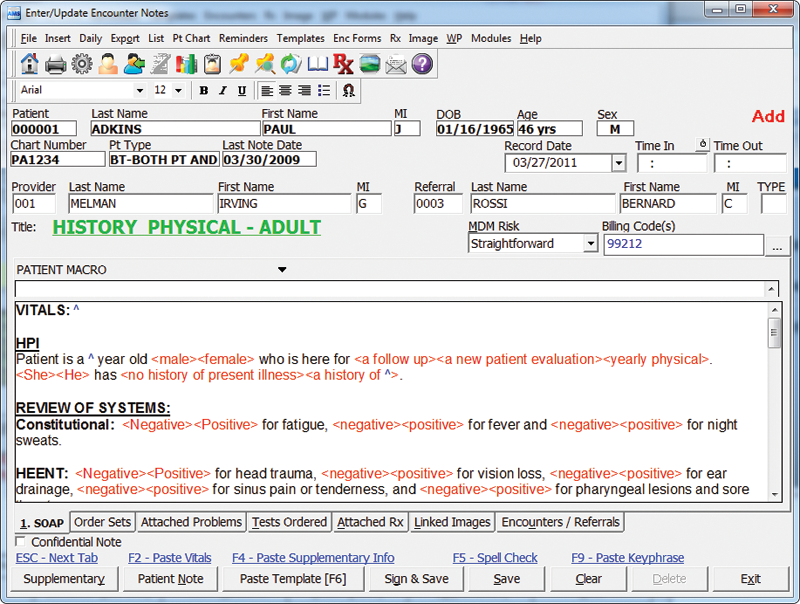 Enter/Update Encounter Notes
File Insert Daily Export List Pt Chart Reminders Templates Enc Forms Rx Image WP Modules Help
Arial 12 B I U
Patient Last Name First Name MI DOB Age Sex
000001 ADKINS PAUL J 01/16/1965 46 yrs M Add
Chart Number Pt Type Last Note Date Record Date Time In Time Out
PA1234 BT-BOTH PT AND 03/30/2009 03/27/2011 : :
Provider Last Name First Name MI Referral Last Name First Name MI TYPE
001 MELMAN IRVING G 0003 ROSSI BERNARD C
Title: HISTORY PHYSICAL - ADULT MDM Risk Billing Code(s)
Straightforward 99212 ...
PATIENT MACRO
VITALS: ^
HPI
Patient is a ^ year old <male><female> who is here for <a follow up><a new patient evaluation><yearly physical>.
<She><He> has <no history of present illness><a history of ^>.
REVIEW OF SYSTEMS:
Constitutional: <Negative><Positive> for fatigue, <negative><positive> for fever and <negative><positive> for night
sweats.
HEENT: <Negative><Positive> for head trauma, <negative><positive> for vision loss, <negative><positive> for ear
drainage, <negative><positive> for sinus pain or tenderness, and <negative><positive> for pharyngeal lesions and sore
1. SOAP Order Sets Attached Problems Tests Ordered Attached Rx Linked Images Encounters / Referrals
Confidential Note
ESC - Next Tab F2 - Paste Vitals F4 - Paste Supplementary Info F5 - Spell Check F9 - Paste Keyphrase
Supplementary Patient Note Paste Template [F6] Sign & Save Save Clear Delete Exit